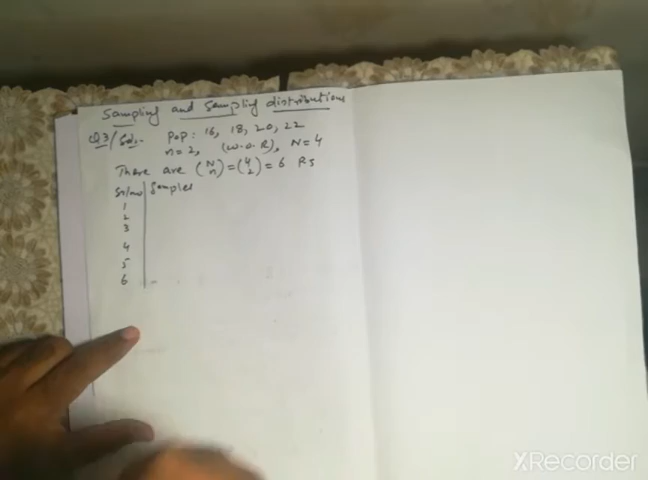 Sampling and Sampling distributions
Q3/ Sol:- Pop: 16, 18, 20, 22
n=2, (w.o.R), N=4
There are (N n) = (4 2) = 6 RS
Sr/no Samples
1
2
3
4
5
6
XRecorder